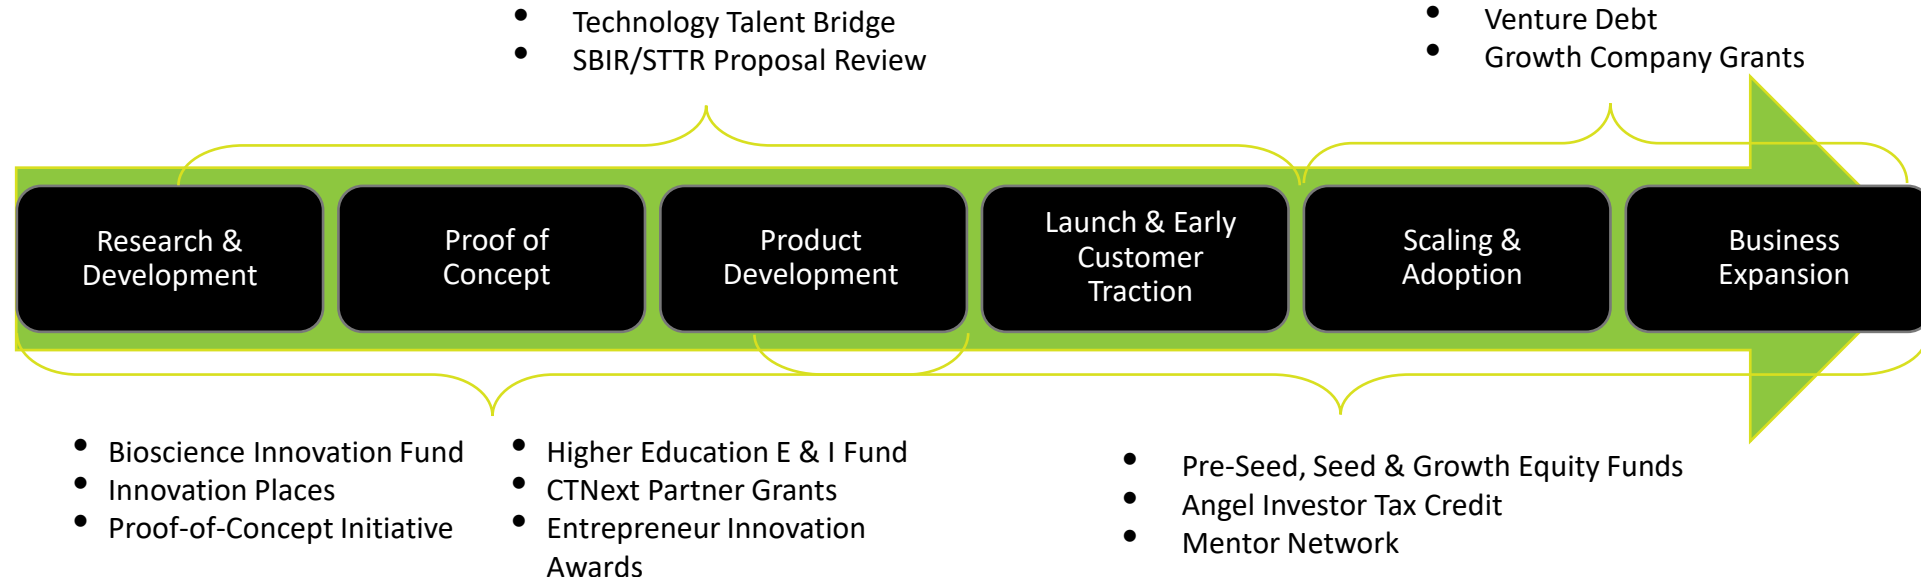 • Technology Talent Bridge
• SBIR/STTR Proposal Review
• Venture Debt
• Growth Company Grants
Research &
Development
Proof of
Concept
Product
Development
Launch & Early
Customer
Traction
Scaling &
Adoption
Business
Expansion
• Bioscience Innovation Fund
• Innovation Places
• Proof-of-Concept Initiative
• Higher Education E & I Fund
• CTNext Partner Grants
• Entrepreneur Innovation
Awards
• Pre-Seed, Seed & Growth Equity Funds
• Angel Investor Tax Credit
• Mentor Network